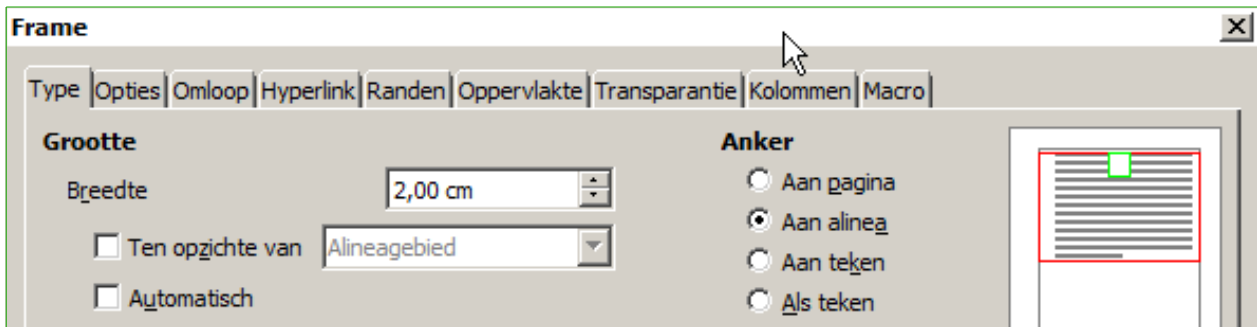 Frame
Type Opties Omloop Hyperlink Randen Oppervlakte Transparantie Kolommen Macro
Grootte
Breedte 2,00 cm
Ten opzichte van Alineagebied
Automatisch
Anker
Aan pagina
Aan alinea
Aan teken
Als teken